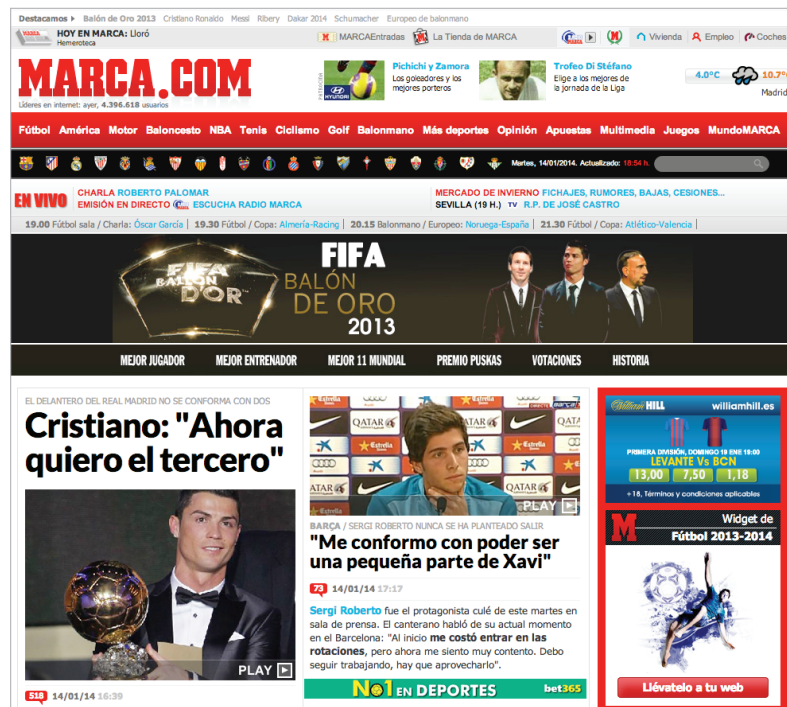 Destacamos ▸ Balón de Oro 2013 Cristiano Ronaldo Messi Ribery Dakar 2014 Schumacher Europeo de balonmano
MARCA HOY EN MARCA: Lloró
Hemeroteca
MARCAEntradas La Tienda de MARCA
Vivienda Empleo Coches
MARCA.COM
Líderes en internet: ayer, 4.396.618 usuarios
HYUNDAI
Pichichi y Zamora
Los goleadores y los
mejores porteros
Trofeo Di Stéfano
Elige a los mejores de
la jornada de la Liga
4.0°C 10.7°
Madrid
Fútbol América Motor Baloncesto NBA Tenis Ciclismo Golf Balonmano Más deportes Opinión Apuestas Multimedia Juegos MundoMARCA
Martes, 14/01/2014. Actualizado: 18:54 h.
EN VIVO
CHARLA ROBERTO PALOMAR
EMISIÓN EN DIRECTO ESCUCHA RADIO MARCA
MERCADO DE INVIERNO FICHAJES, RUMORES, BAJAS, CESIONES...
SEVILLA (19 H.) TV R.P. DE JOSÉ CASTRO
19.00 Fútbol sala / Charla: Óscar García | 19.30 Fútbol / Copa: Almería-Racing | 20.15 Balonmano / Europeo: Noruega-España | 21.30 Fútbol / Copa: Atlético-Valencia |
FIFA
BALLON
D'OR
FIFA
BALÓN
DE ORO
2013
MEJOR JUGADOR MEJOR ENTRENADOR MEJOR 11 MUNDIAL PREMIO PUSKAS VOTACIONES HISTORIA
EL DELANTERO DEL REAL MADRID NO SE CONFORMA CON DOS
Cristiano: "Ahora
quiero el tercero"
PLAY
518 14/01/14 16:39
Estrella
QATAR
Estrella
QATAR
Estrella
DIRECTO marca
PLAY
BARÇA / SERGI ROBERTO NUNCA SE HA PLANTEADO SALIR
"Me conformo con poder ser
una pequeña parte de Xavi"
73 14/01/14 17:17
Sergi Roberto fue el protagonista culé de este martes en
sala de prensa. El canterano habló de su actual momento
en el Barcelona: "Al inicio me costó entrar en las
rotaciones, pero ahora me siento muy contento. Debo
seguir trabajando, hay que aprovecharlo".
No1 EN DEPORTES bet365
William HILL williamhill.es
PRIMERA DIVISIÓN, DOMINGO 19 ENE 19:00
LEVANTE Vs BCN
13,00 7,50 1,18
+18, Términos y condiciones aplicables
M
Widget de
Fútbol 2013-2014
Llévatelo a tu web